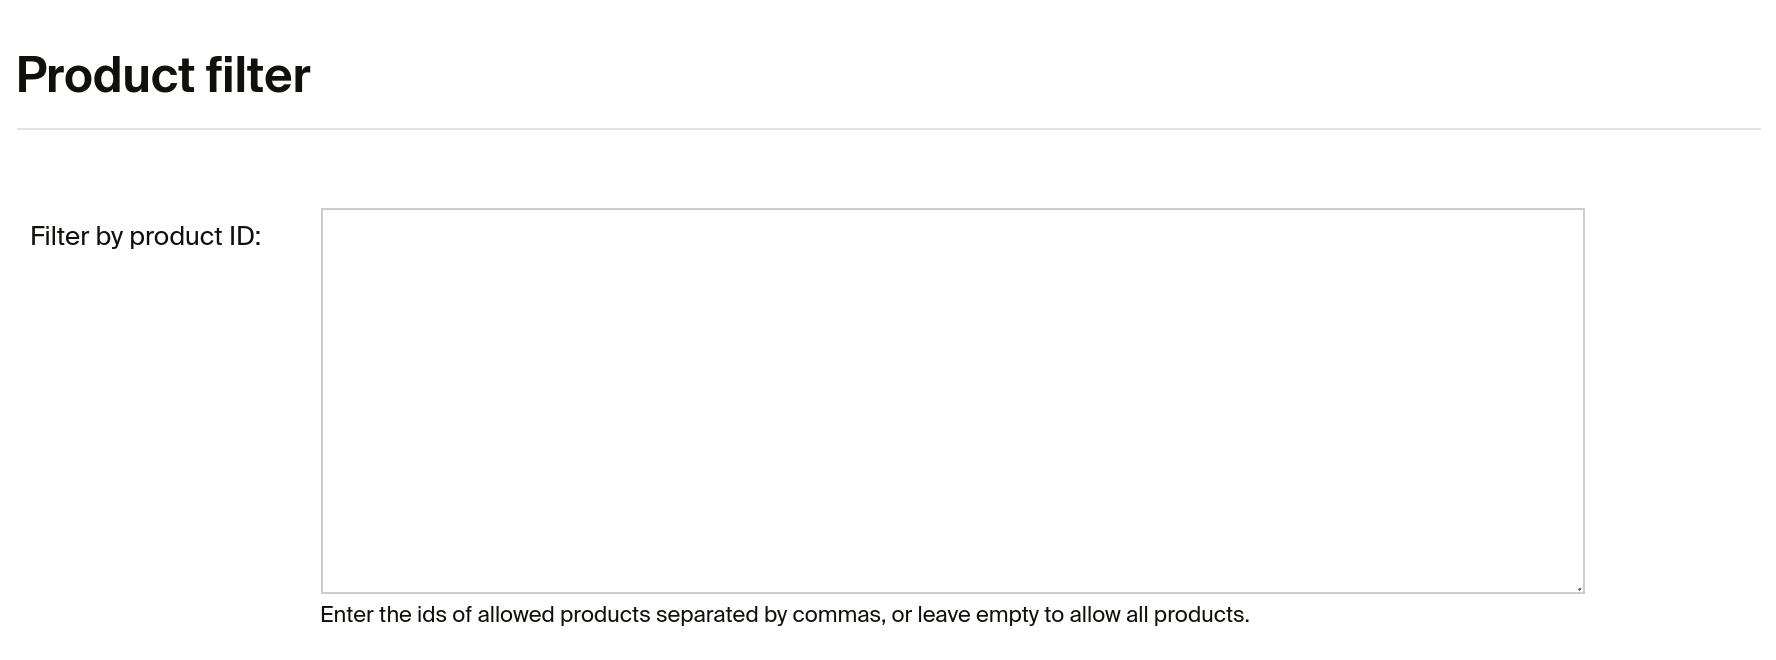 Product filter
Filter by product ID:
Enter the ids of allowed products separated by commas, or leave empty to allow all products.